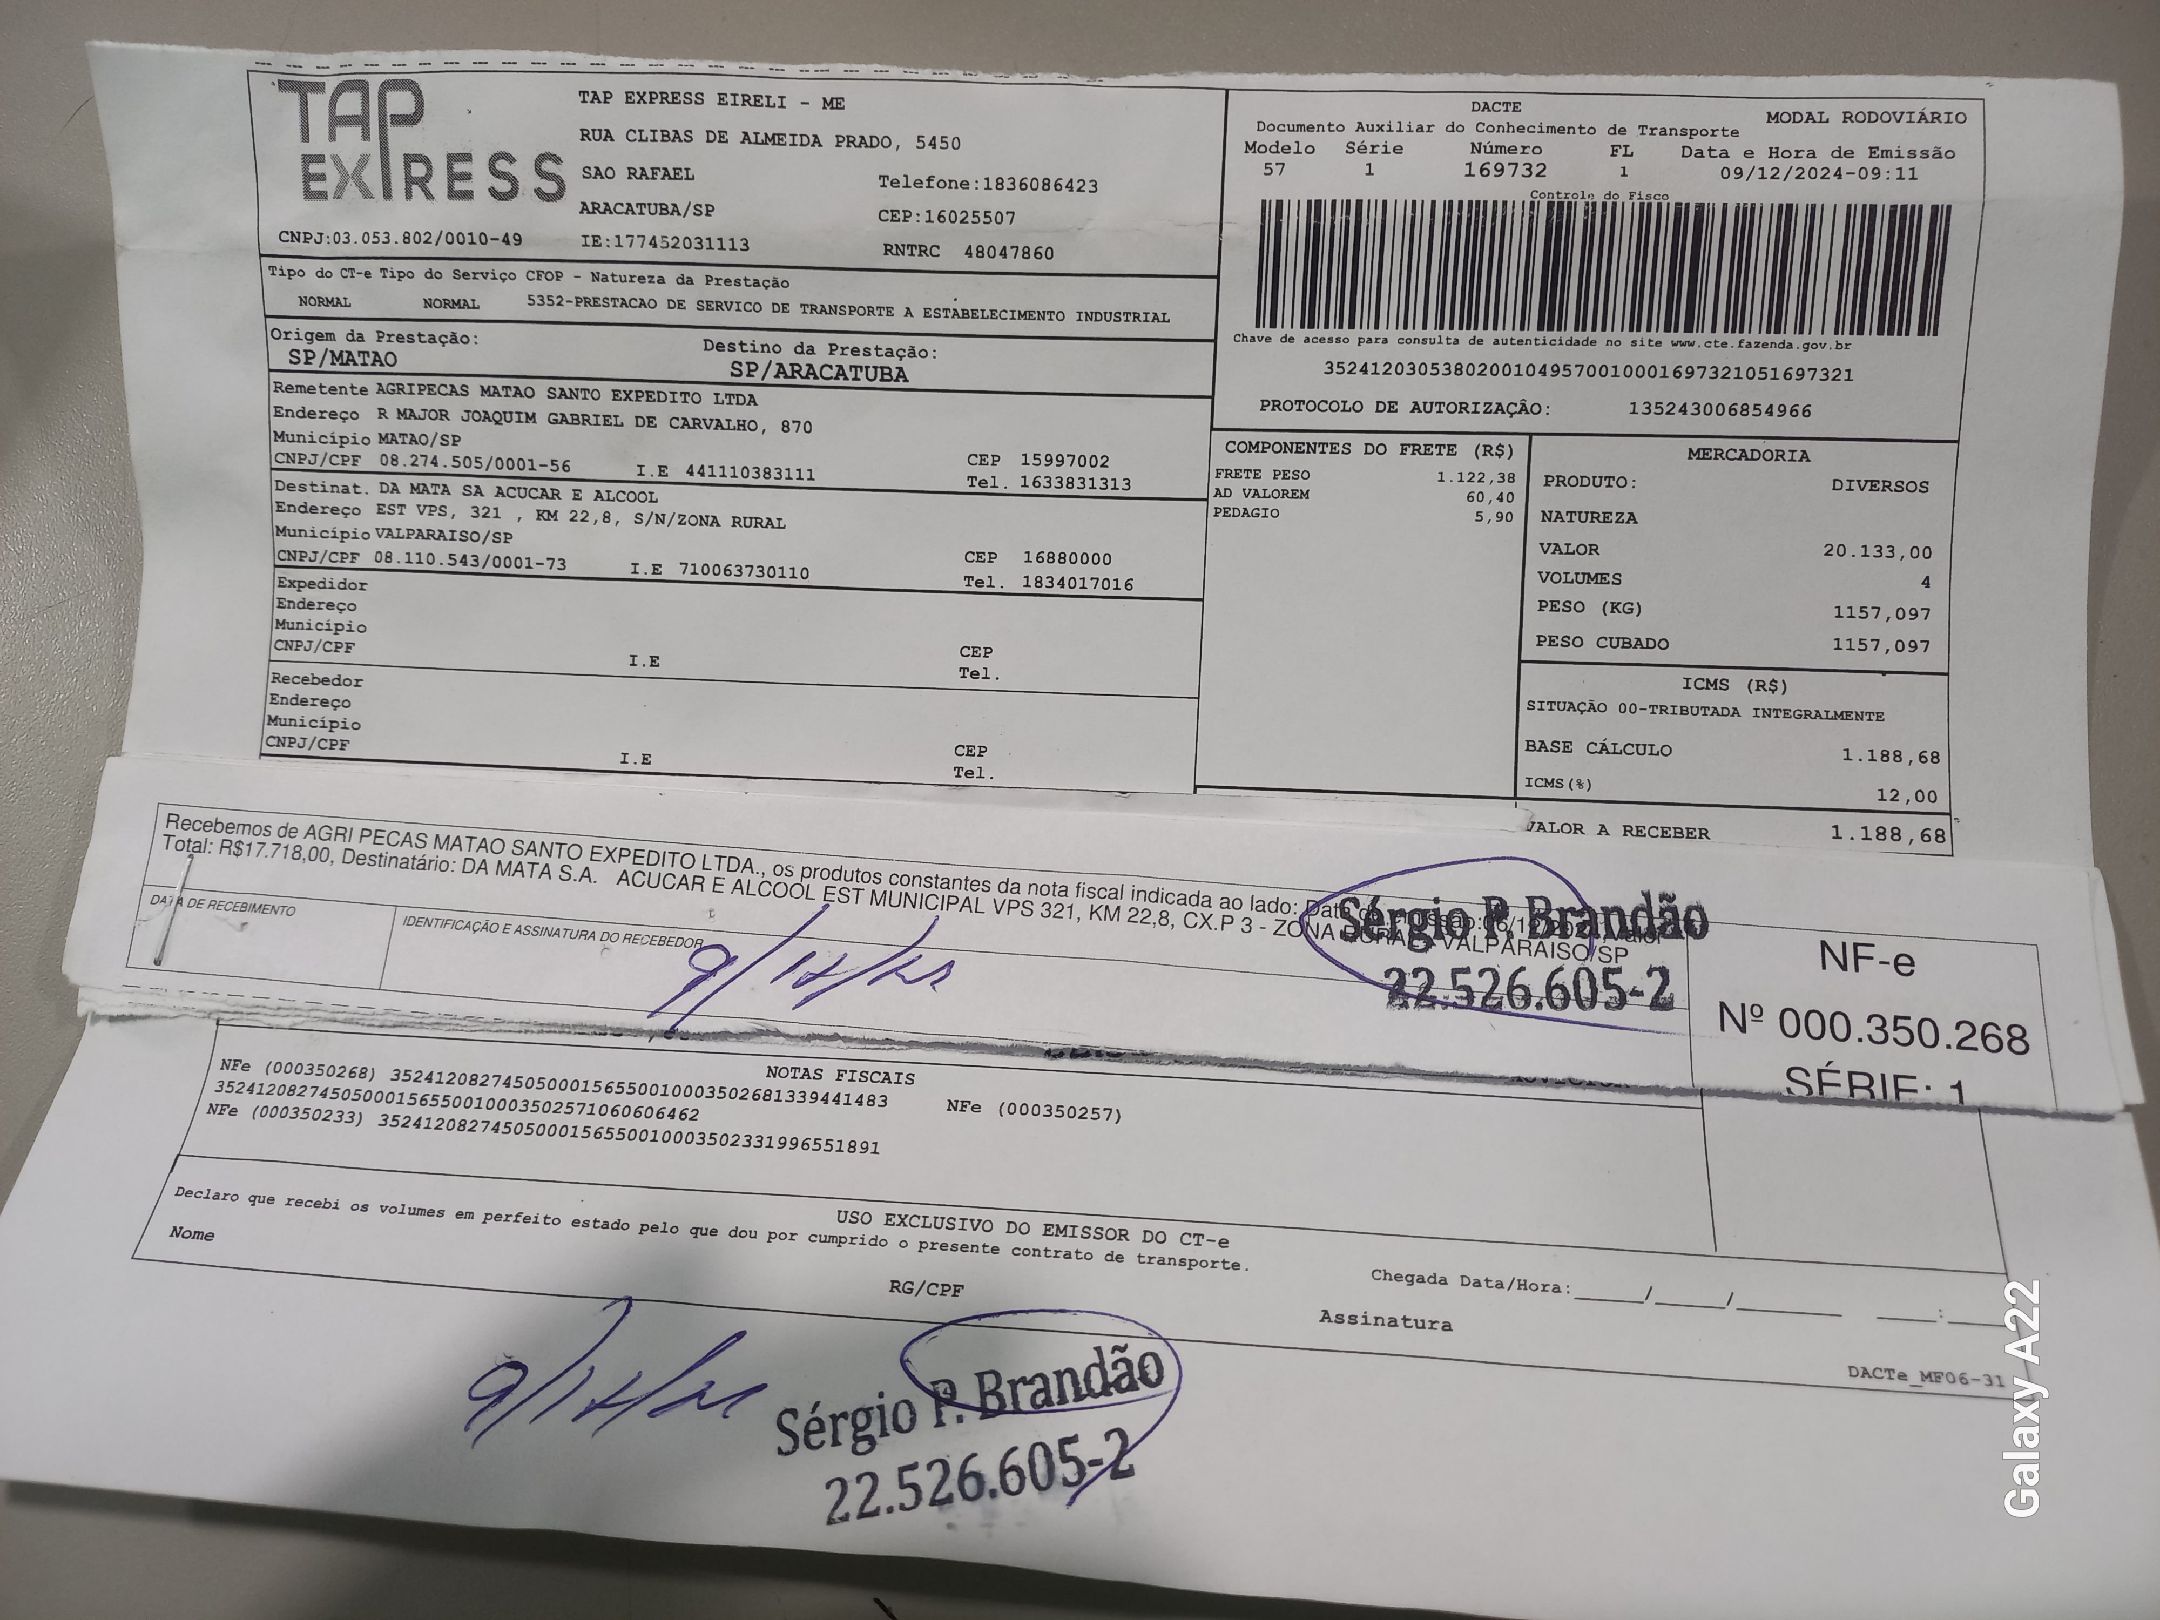 TAP EXPRESS
TAP EXPRESS EIRELI - ME
RUA CLIBAS DE ALMEIDA PRADO, 5450
SAO RAFAEL
Telefone:1836086423
ARACATUBA/SP
CEP:16025507
CNPJ:03.053.802/0010-49
IE:177452031113
RNTRC 48047860
DACTE
MODAL RODOVIÁRIO
Documento Auxiliar do Conhecimento de Transporte
Modelo Série Número FL Data e Hora de Emissão
57 1 169732 1 09/12/2024-09:11
Controle do Fisco
Chave de acesso para consulta de autenticidade no site www.cte.fazenda.gov.br
35241203053802001049570010001697321051697321
PROTOCOLO DE AUTORIZAÇÃO: 135243006854966
Tipo do CT-e Tipo do Serviço CFOP - Natureza da Prestação
NORMAL NORMAL 5352-PRESTACAO DE SERVICO DE TRANSPORTE A ESTABELECIMENTO INDUSTRIAL
Origem da Prestação: Destino da Prestação:
SP/MATAO SP/ARACATUBA
Remetente AGRIPECAS MATAO SANTO EXPEDITO LTDA
Endereço R MAJOR JOAQUIM GABRIEL DE CARVALHO, 870
Município MATAO/SP CEP 15997002
CNPJ/CPF 08.274.505/0001-56 I.E 441110383111 Tel. 1633831313
Destinat. DA MATA SA ACUCAR E ALCOOL
Endereço EST VPS, 321 , KM 22,8, S/N/ZONA RURAL
Município VALPARAISO/SP CEP 16880000
CNPJ/CPF 08.110.543/0001-73 I.E 710063730110 Tel. 1834017016
Expedidor
Endereço
Município CEP
CNPJ/CPF I.E Tel.
Recebedor
Endereço
Município CEP
CNPJ/CPF I.E Tel.
COMPONENTES DO FRETE (R$)
FRETE PESO 1.122,38
AD VALOREM 60,40
PEDAGIO 5,90
MERCADORIA
PRODUTO: DIVERSOS
NATUREZA
VALOR 20.133,00
VOLUMES 4
PESO (KG) 1157,097
PESO CUBADO 1157,097
ICMS (R$)
SITUAÇÃO 00-TRIBUTADA INTEGRALMENTE
BASE CÁLCULO 1.188,68
ICMS(%) 12,00
VALOR A RECEBER 1.188,68
Recebemos de AGRI PECAS MATAO SANTO EXPEDITO LTDA., os produtos constantes da nota fiscal indicada ao lado: Data
Total: R$17.718,00, Destinatário: DA MATA S.A. ACUCAR E ALCOOL EST MUNICIPAL VPS 321, KM 22,8, CX.P 3 - ZONA VALPARAISO/SP
DATA DE RECEBIMENTO
IDENTIFICAÇÃO E ASSINATURA DO RECEBEDOR
9/12/
Sérgio P. Brandão
22.526.605-2
NF-e
Nº 000.350.268
SÉRIE: 1
NOTAS FISCAIS
NFe (000350268) 35241208274505000156550010003502681339441483 NFe (000350257)
35241208274505000156550010003502571060606462
NFe (000350233) 35241208274505000156550010003502331996551891
USO EXCLUSIVO DO EMISSOR DO CT-e
Declaro que recebi os volumes em perfeito estado pelo que dou por cumprido o presente contrato de transporte.
Nome
RG/CPF
Chegada Data/Hora:_____/_____/_______ ____:____
Assinatura
DACTe_MF06-31
9/12/
Sérgio P. Brandão
22.526.605-2
Galaxy A22